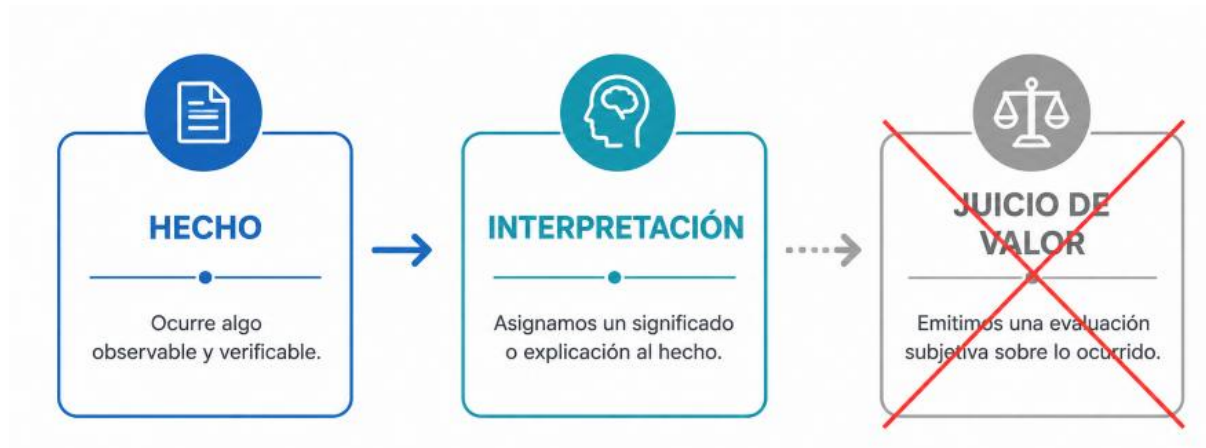 HECHO
Ocurre algo
observable y verificable.
INTERPRETACIÓN
Asignamos un significado
o explicación al hecho.
JUICIO DE
VALOR
Emitimos una evaluación
subjetiva sobre lo ocurrido.